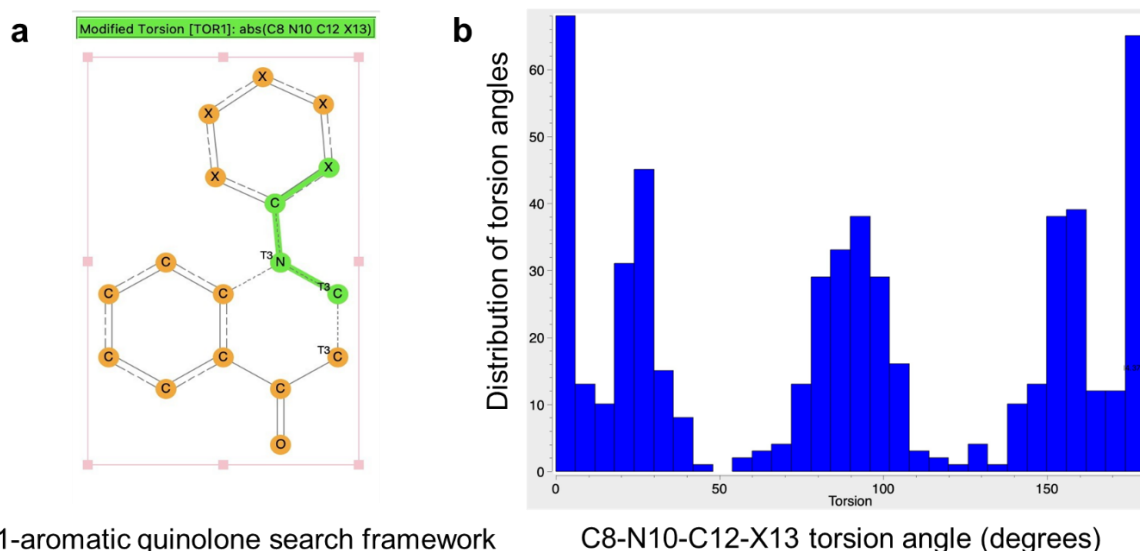 a
Modified Torsion [TOR1]: abs(C8 N10 C12 X13)
X
X
X
X
X
C
T3 N
C
T3 C
C
C
T3 C
C
C
C
C
O
1-aromatic quinolone search framework
b
Distribution of torsion angles
60
50
40
30
20
10
0
0
50
100
150
Torsion
C8-N10-C12-X13 torsion angle (degrees)